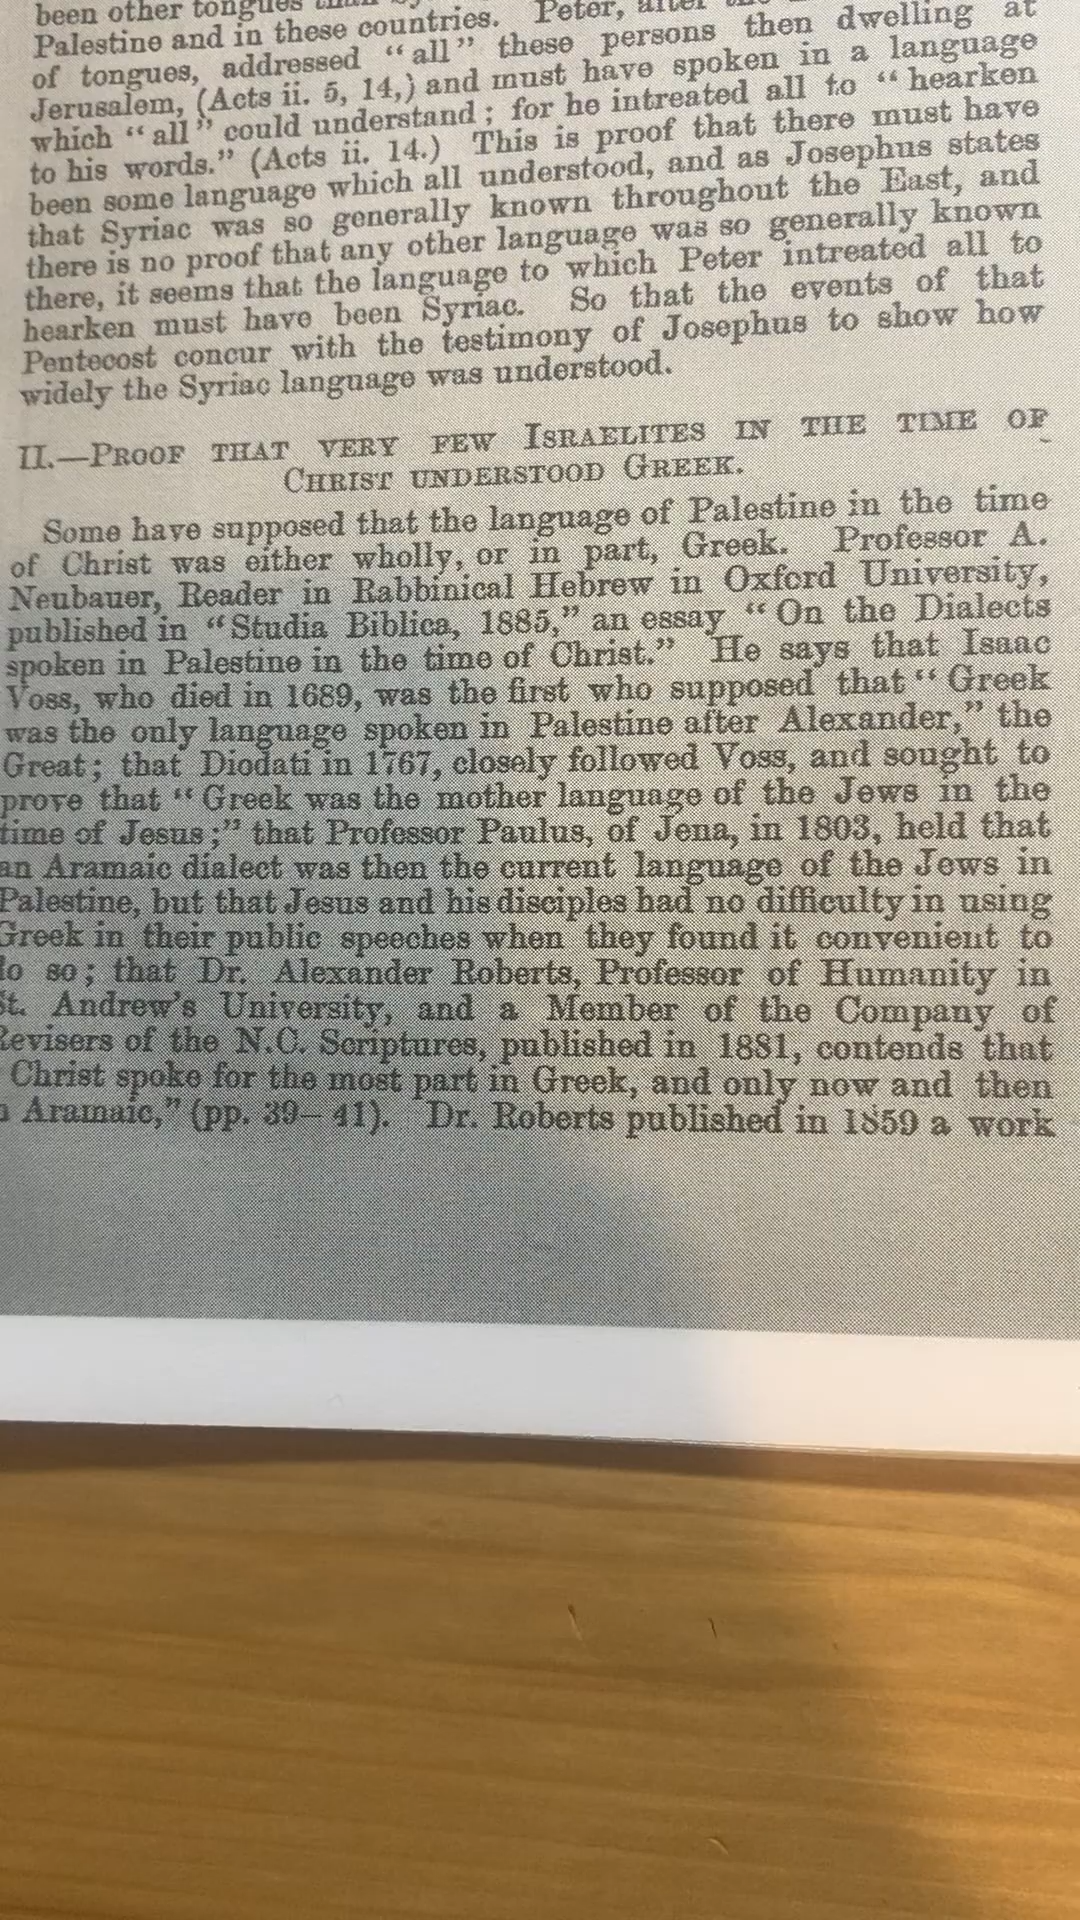 been other tongues
Palestine and in these countries. Peter, after
of tongues, addressed “all” these persons then dwelling at
Jerusalem, (Acts ii. 5, 14,) and must have spoken in a language
which “all” could understand; for he intreated all to “hearken
to his words.” (Acts ii. 14.) This is proof that there must have
been some language which all understood, and as Josephus states
that Syriac was so generally known throughout the East, and
there is no proof that any other language was so generally known
there, it seems that the language to which Peter intreated all to
hearken must have been Syriac. So that the events of that
Pentecost concur with the testimony of Josephus to show how
widely the Syriac language was understood.
II.—PROOF THAT VERY FEW ISRAELITES IN THE TIME OF
CHRIST UNDERSTOOD GREEK.
Some have supposed that the language of Palestine in the time
of Christ was either wholly, or in part, Greek. Professor A.
Neubauer, Reader in Rabbinical Hebrew in Oxford University,
published in “Studia Biblica, 1885,” an essay “On the Dialects
spoken in Palestine in the time of Christ.” He says that Isaac
Voss, who died in 1689, was the first who supposed that “Greek
was the only language spoken in Palestine after Alexander,” the
Great; that Diodati in 1767, closely followed Voss, and sought to
prove that “Greek was the mother language of the Jews in the
time of Jesus;” that Professor Paulus, of Jena, in 1803, held that
an Aramaic dialect was then the current language of the Jews in
Palestine, but that Jesus and his disciples had no difficulty in using
Greek in their public speeches when they found it convenient to
do so; that Dr. Alexander Roberts, Professor of Humanity in
St. Andrew's University, and a Member of the Company of
Revisers of the N.C. Scriptures, published in 1881, contends that
Christ spoke for the most part in Greek, and only now and then
Aramaic,” (pp. 39–41). Dr. Roberts published in 1859 a work